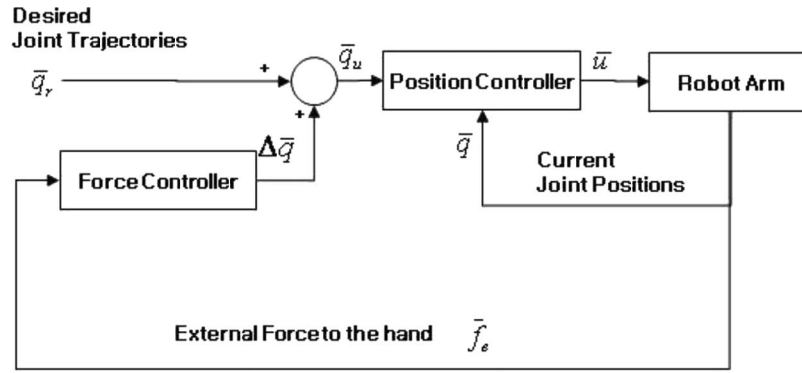 Desired
Joint Trajectories
q̄ᵣ
+
q̄ᵤ
Position Controller
ū
Robot Arm
+
Δq̄
q̄
Force Controller
Current
Joint Positions
External Force to the hand f̄ₑ